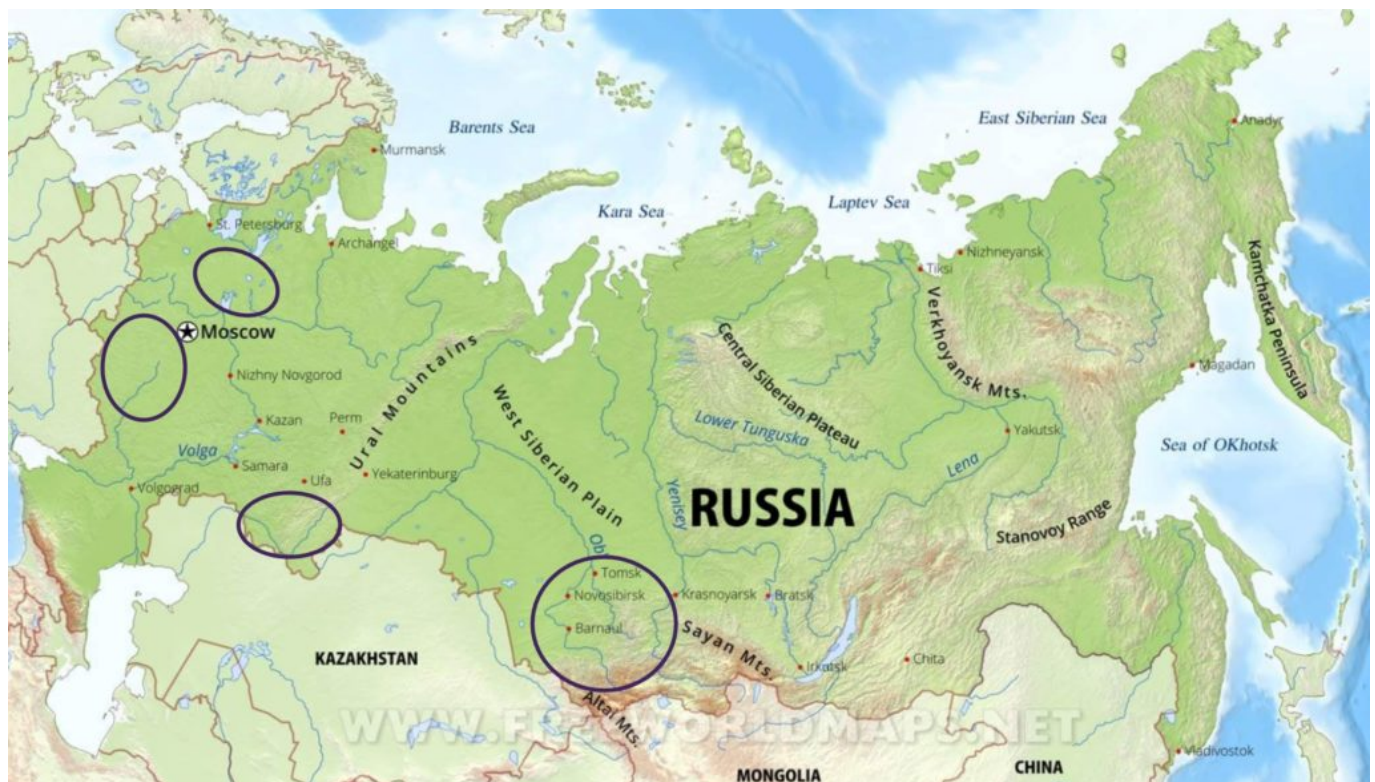 Barents Sea
East Siberian Sea
Anadyr
Murmansk
Kara Sea
Laptev Sea
St. Petersburg
Archangel
Nizhneyansk
Tiksi
Kamchatka Peninsula
Verkhoyansk Mts.
Moscow
Central Siberian Plateau
Magadan
Nizhny Novgorod
Ural Mountains
West Siberian Plain
Kazan
Perm
Lower Tunguska
Yakutsk
Volga
Sea of OKhotsk
Samara
Ufa
Yekaterinburg
Lena
Volgograd
Yenisey
RUSSIA
Stanovoy Range
Ob
Tomsk
Novosibirsk
Krasnoyarsk
Bratsk
Barnaul
Sayan Mts.
KAZAKHSTAN
Irkutsk
Chita
Altai Mts.
WWW.FREEWORLDMAPS.NET
Vladivostok
MONGOLIA
CHINA